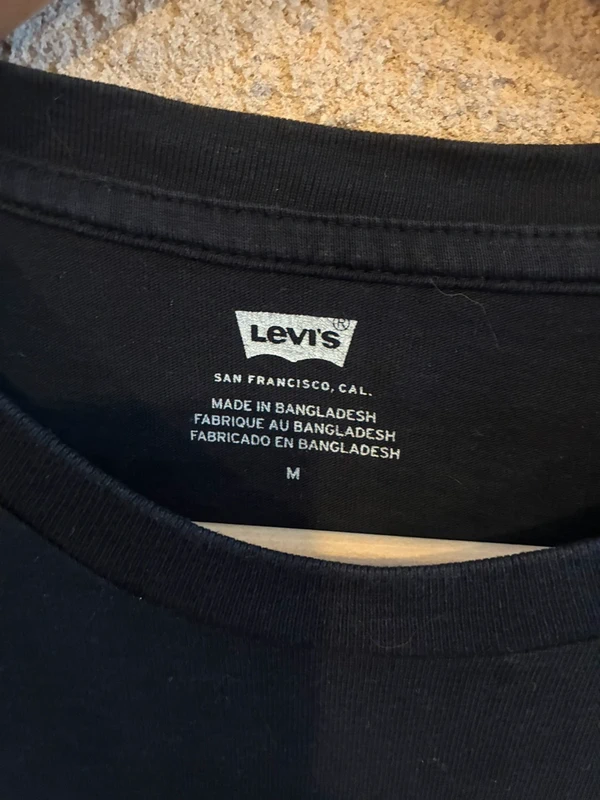 Levi's®
SAN FRANCISCO, CAL.
MADE IN BANGLADESH
FABRIQUE AU BANGLADESH
FABRICADO EN BANGLADESH
M